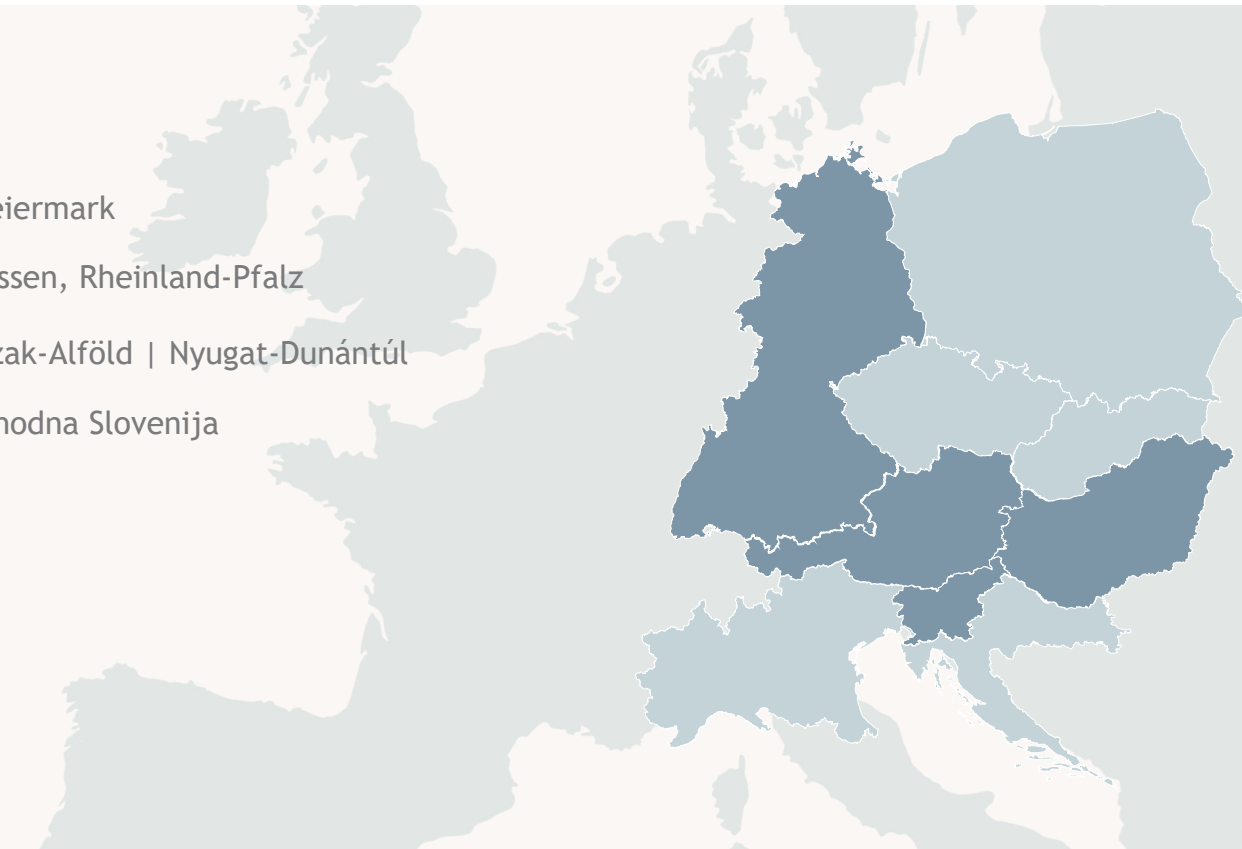 eiermark
ssen, Rheinland-Pfalz
zak-Alföld | Nyugat-Dunántúl
hodna Slovenija